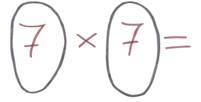 7 × 7 =